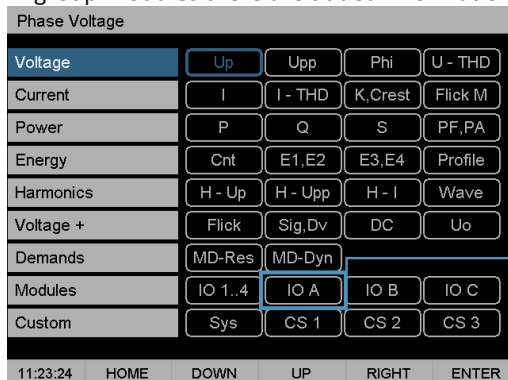 Phase Voltage
Voltage Up Upp Phi U - THD
Current I I - THD K,Crest Flick M
Power P Q S PF,PA
Energy Cnt E1,E2 E3,E4 Profile
Harmonics H - Up H - Upp H - I Wave
Voltage + Flick Sig,Dv DC Uo
Demands MD-Res MD-Dyn
Modules IO 1..4 IO A IO B IO C
Custom Sys CS 1 CS 2 CS 3
11:23:24 HOME DOWN UP RIGHT ENTER